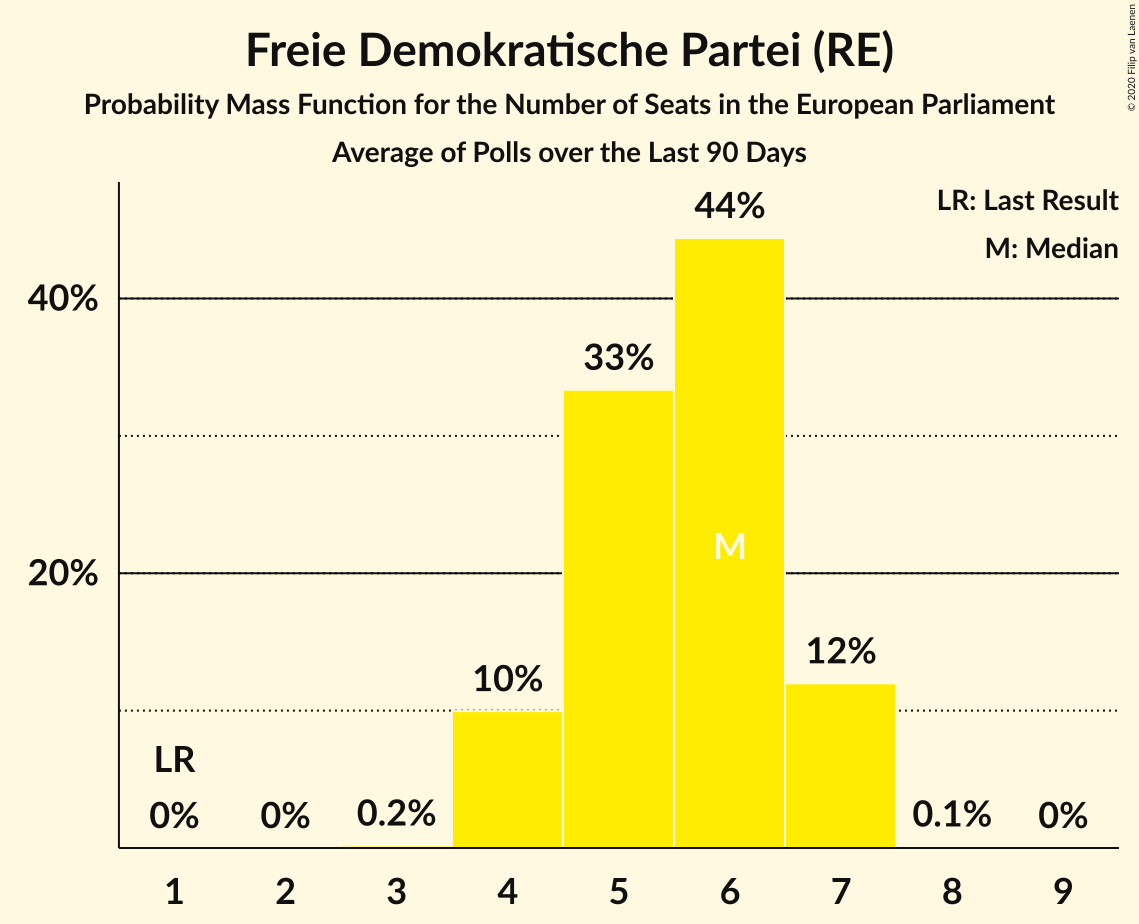 Freie Demokratische Partei (RE)
Probability Mass Function for the Number of Seats in the European Parliament
Average of Polls over the Last 90 Days
© 2020 Filip van Laenen
LR: Last Result
M: Median
44%
40%
33%
M
20%
12%
10%
LR
0% 0% 0.2% 0.1% 0%
1 2 3 4 5 6 7 8 9